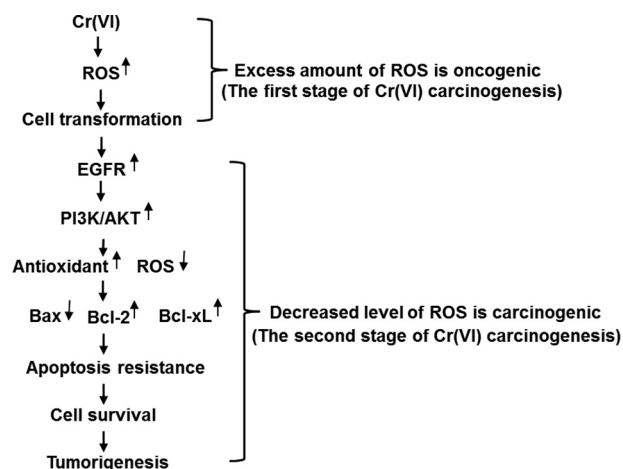 Cr(VI)
ROS
Excess amount of ROS is oncogenic
(The first stage of Cr(VI) carcinogenesis)
Cell transformation
EGFR
PI3K/AKT
Antioxidant ROS
Bax Bcl-2 Bcl-xL
Decreased level of ROS is carcinogenic
(The second stage of Cr(VI) carcinogenesis)
Apoptosis resistance
Cell survival
Tumorigenesis